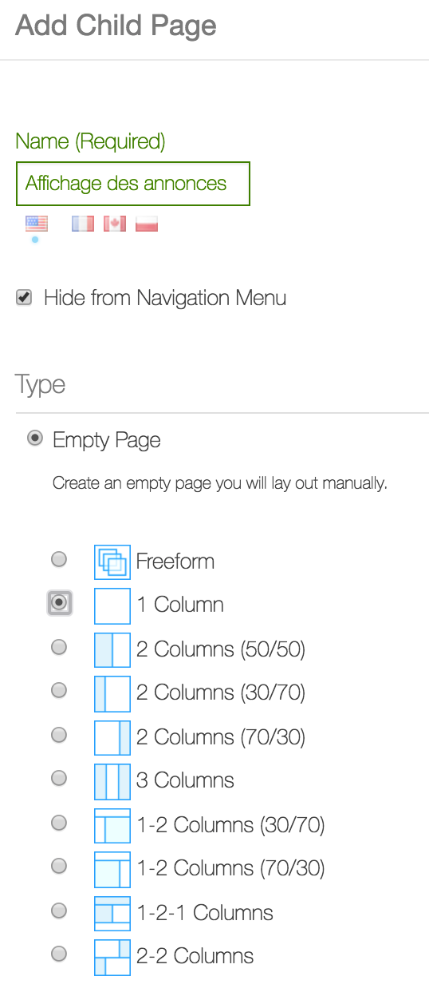 Add Child Page
Name (Required)
Affichage des annonces
Hide from Navigation Menu
Type
Empty Page
Create an empty page you will lay out manually.
Freeform
1 Column
2 Columns (50/50)
2 Columns (30/70)
2 Columns (70/30)
3 Columns
1-2 Columns (30/70)
1-2 Columns (70/30)
1-2-1 Columns
2-2 Columns